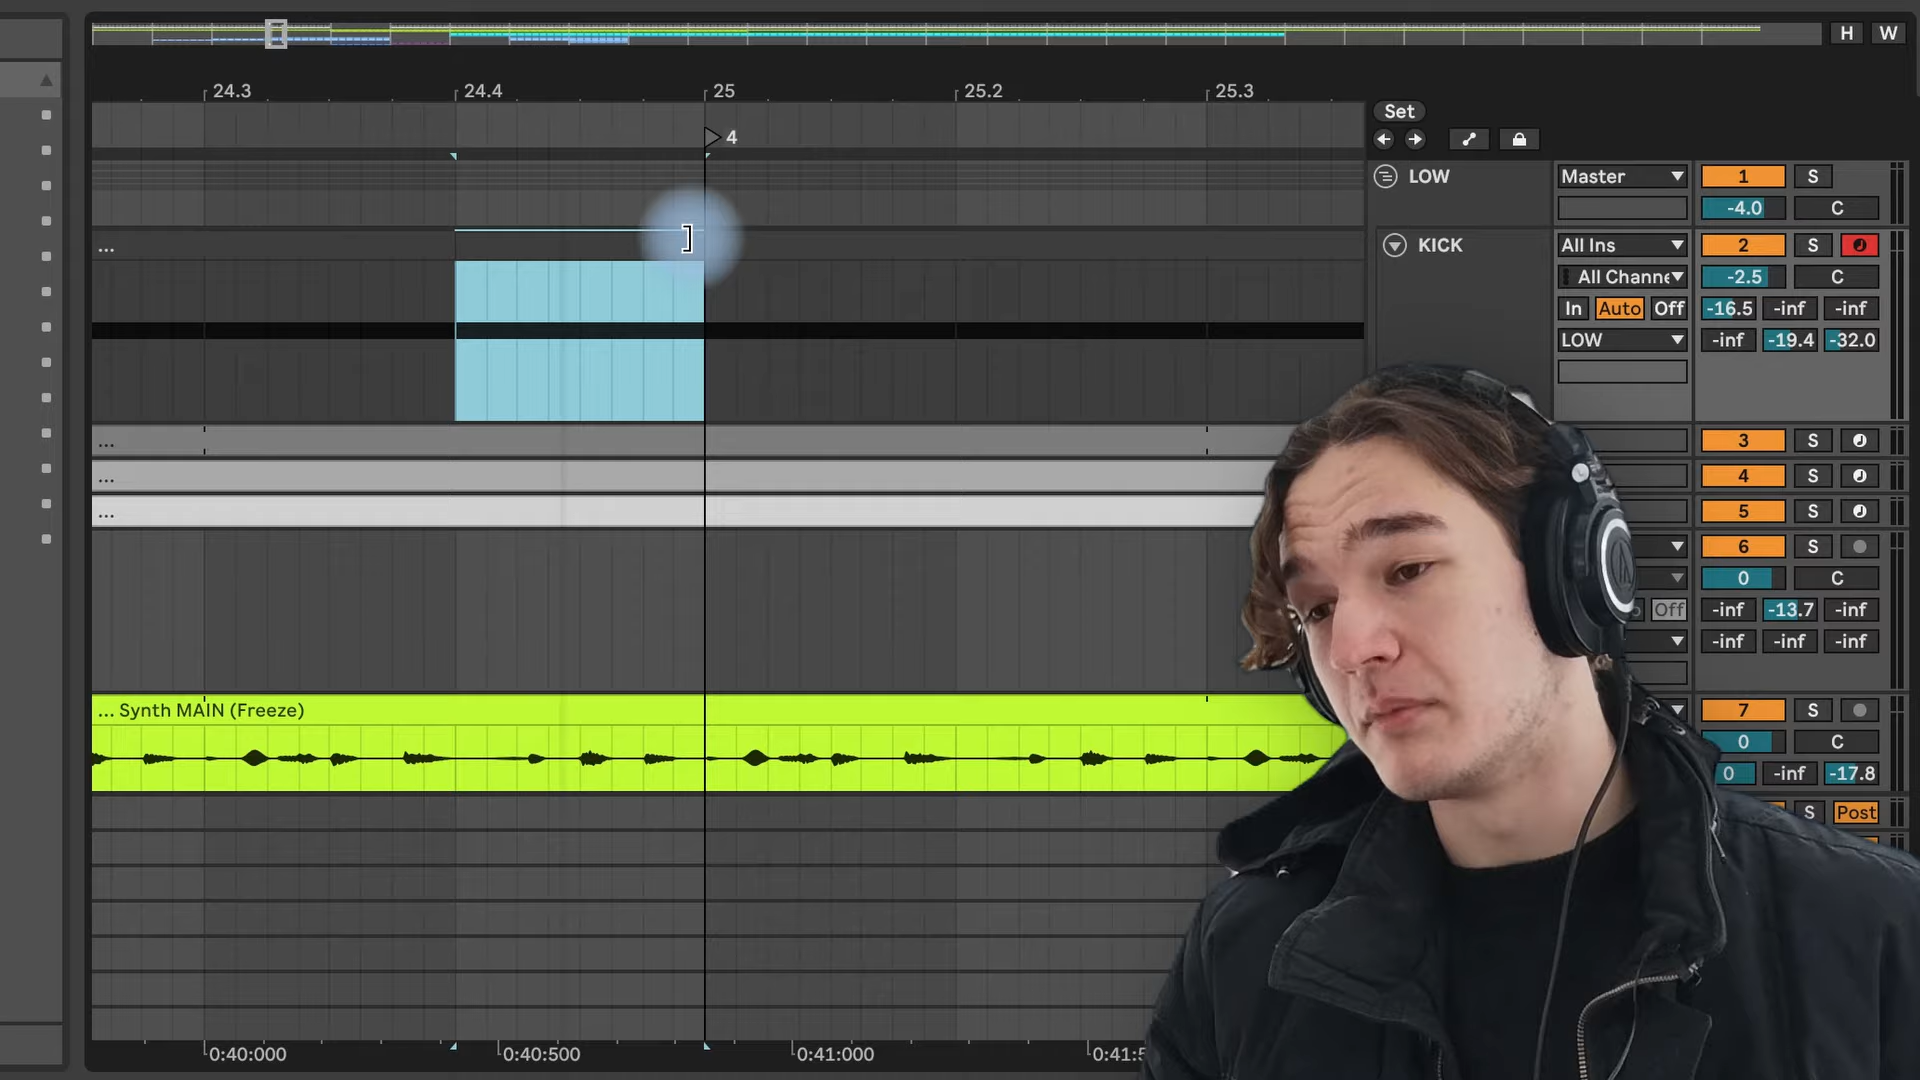 H W
24.3 24.4 25 25.2 25.3
Set
4
LOW Master 1 S
-4.0 C
... KICK All Ins 2 S
All Channe -2.5 C
In Auto Off -16.5 -inf -inf
LOW -inf -19.4 -32.0
... 3 S
... 4 S
... 5 S
6 S
0 C
Off -inf -13.7 -inf
-inf -inf -inf
... Synth MAIN (Freeze) 7 S
0 C
0 -inf -17.8
S Post
0:40:000 0:40:500 0:41:000 0:41:5